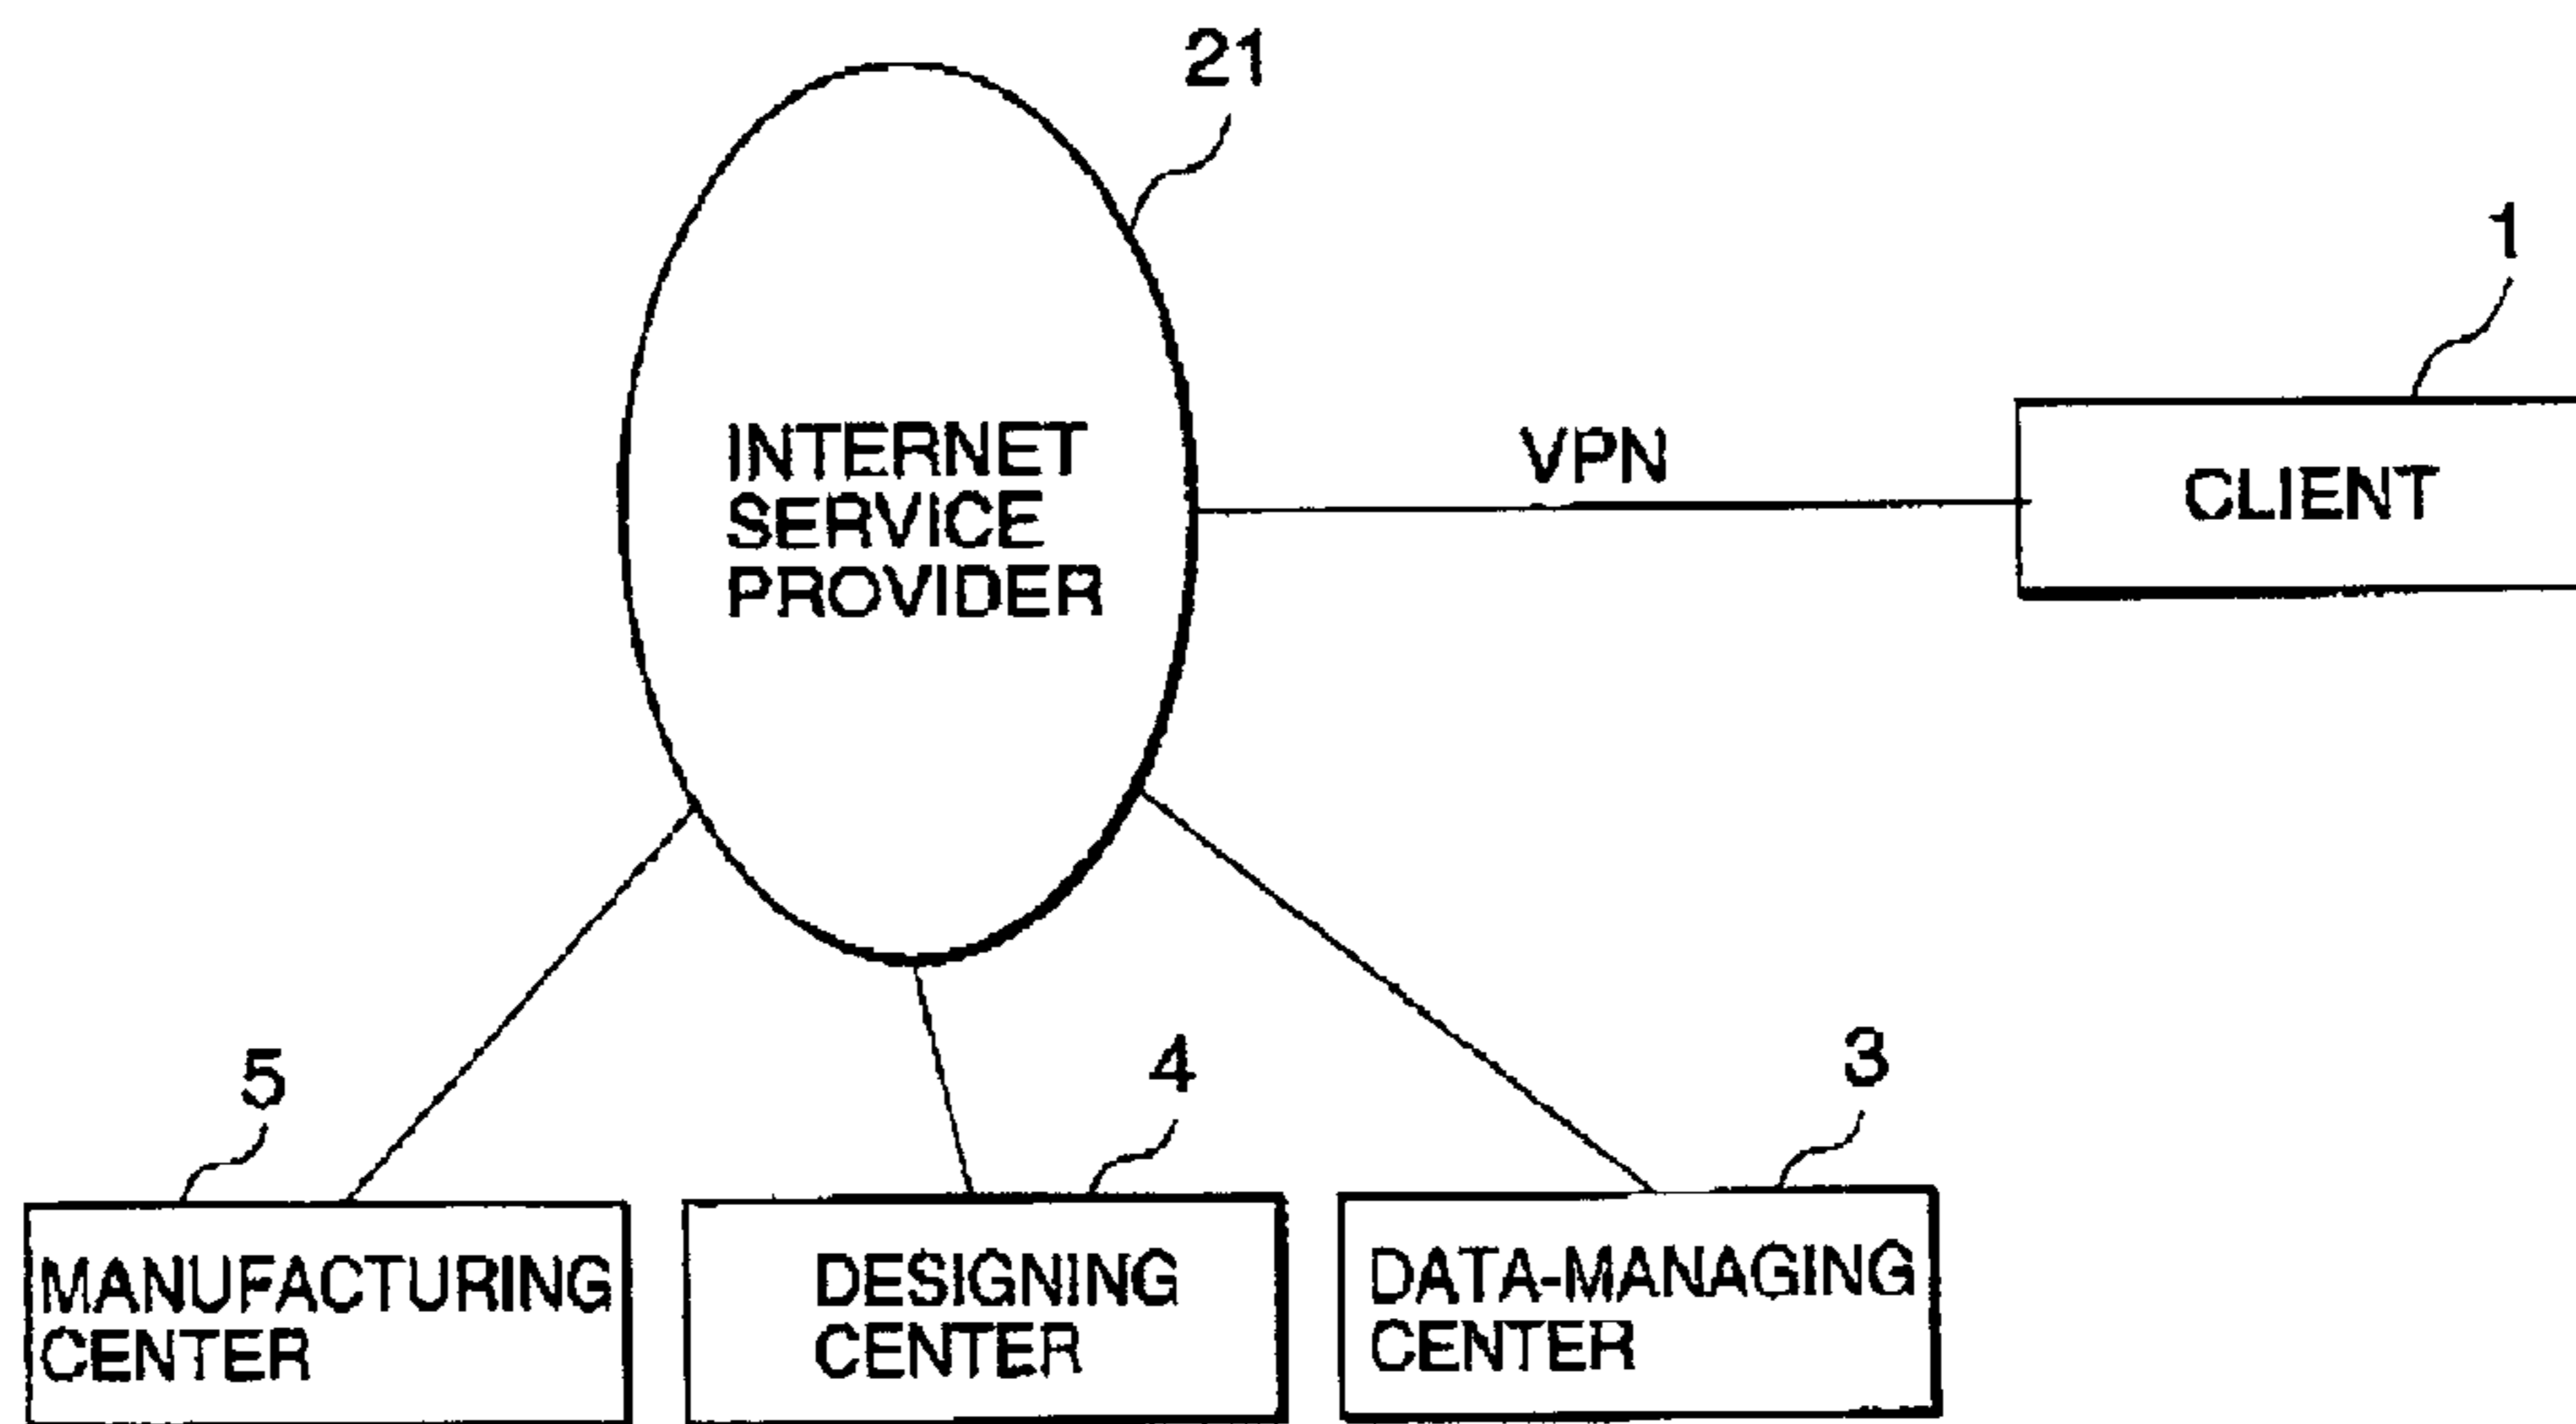 21
1
INTERNET
SERVICE
PROVIDER
VPN
CLIENT
5
4
3
MANUFACTURING
CENTER
DESIGNING
CENTER
DATA-MANAGING
CENTER